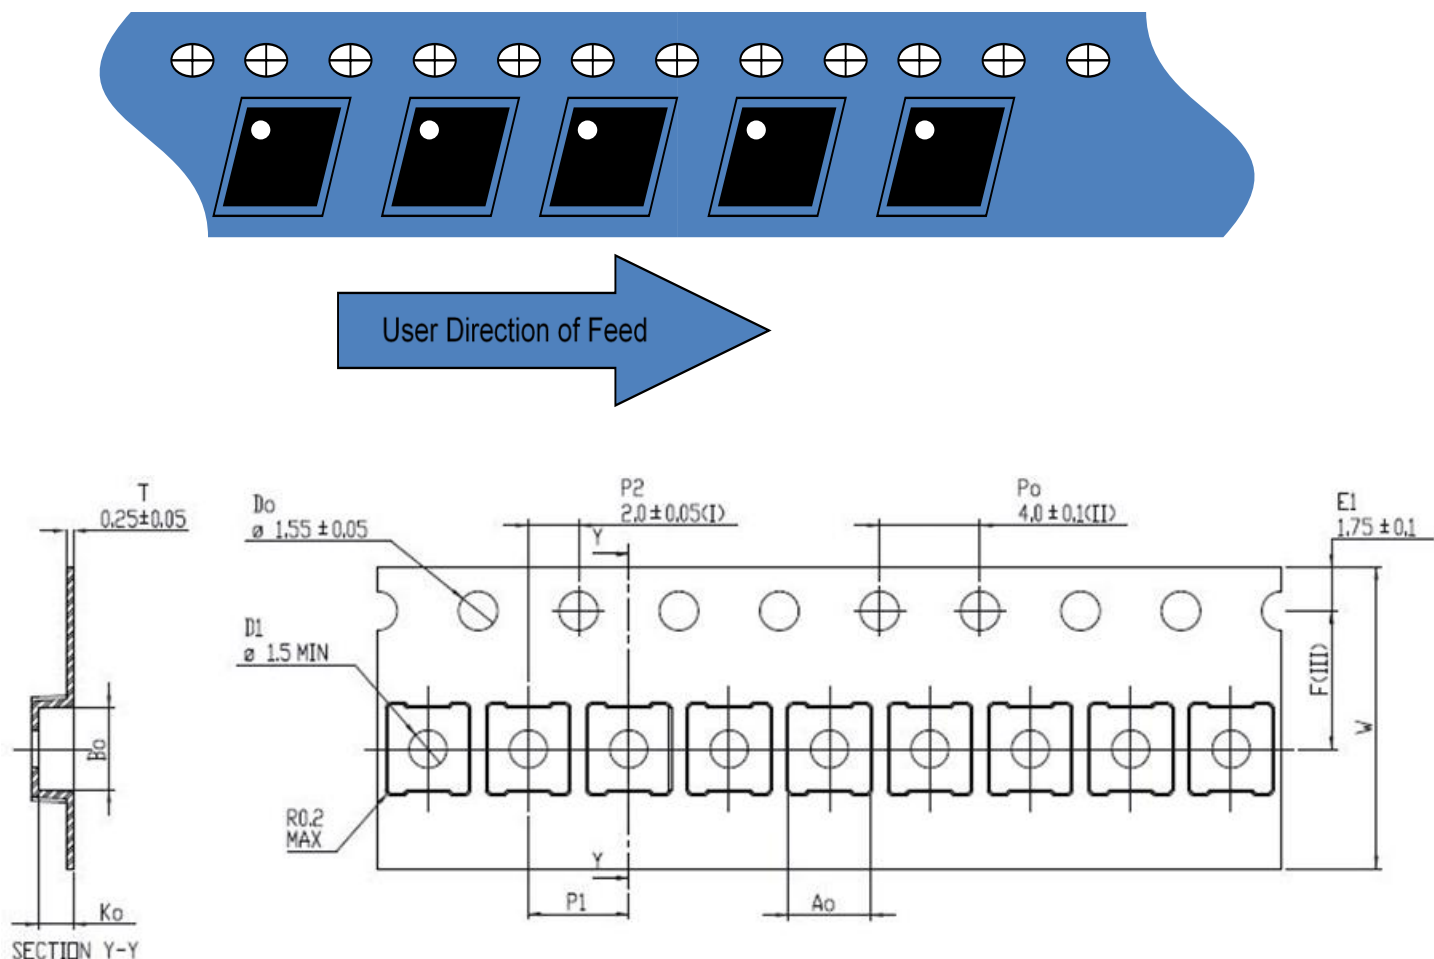 User Direction of Feed
T
0.25±0.05
Do
ø 1.55 ±0.05
P2
2.0±0.05(I)
Po
4.0 ±0.1(II)
E1
1.75 ±0.1
Y
D1
ø 1.5 MIN
F(III)
W
Bo
R0.2
MAX
Y
P1
Ao
Ko
SECTION Y-Y